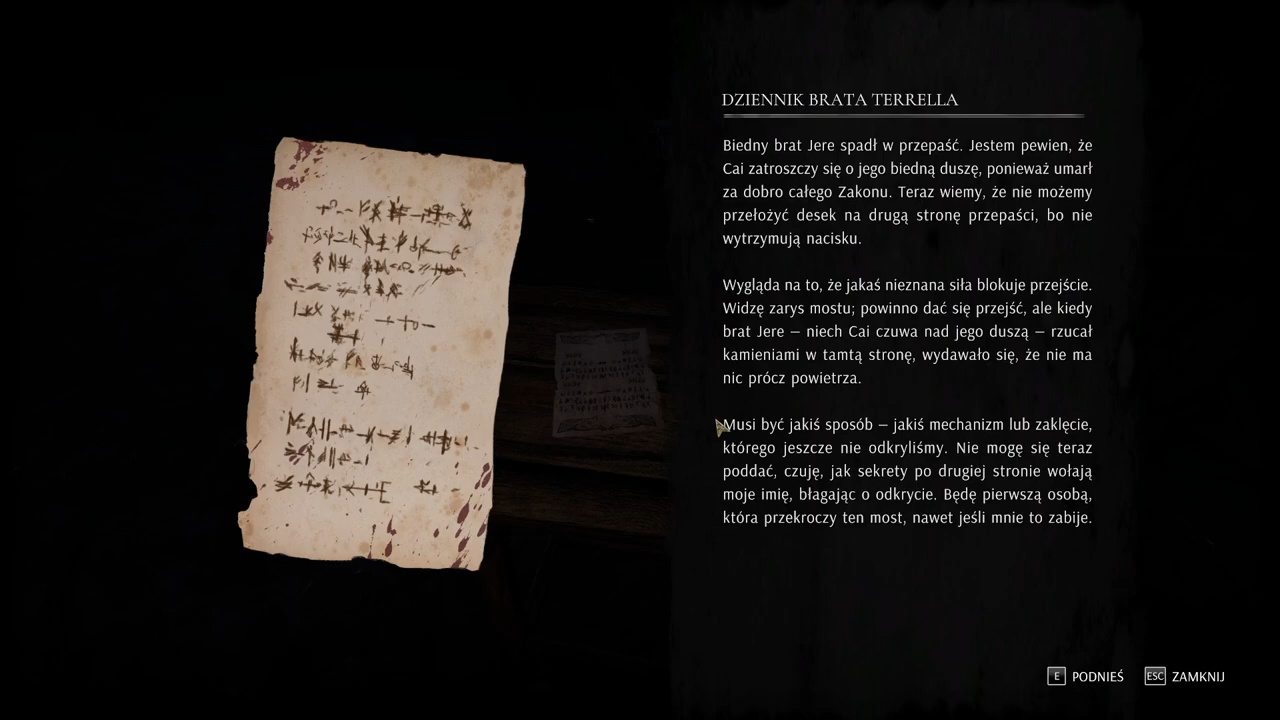 DZIENNIK BRATA TERRELLA
Biedny brat Jere spadł w przepaść. Jestem pewien, że
Cai zatroszczy się o jego biedną duszę, ponieważ umarł
za dobro całego Zakonu. Teraz wiemy, że nie możemy
przełożyć desek na drugą stronę przepaści, bo nie
wytrzymują nacisku.
Wygląda na to, że jakaś nieznana siła blokuje przejście.
Widzę zarys mostu; powinno dać się przejść, ale kiedy
brat Jere – niech Cai czuwa nad jego duszą – rzucał
kamieniami w tamtą stronę, wydawało się, że nie ma
nic prócz powietrza.
Musi być jakiś sposób – jakiś mechanizm lub zaklęcie,
którego jeszcze nie odkryliśmy. Nie mogę się teraz
poddać, czuję, jak sekrety po drugiej stronie wołają
moje imię, błagając o odkrycie. Będę pierwszą osobą,
która przekroczy ten most, nawet jeśli mnie to zabije.
E PODNIEŚ ESC ZAMKNIJ